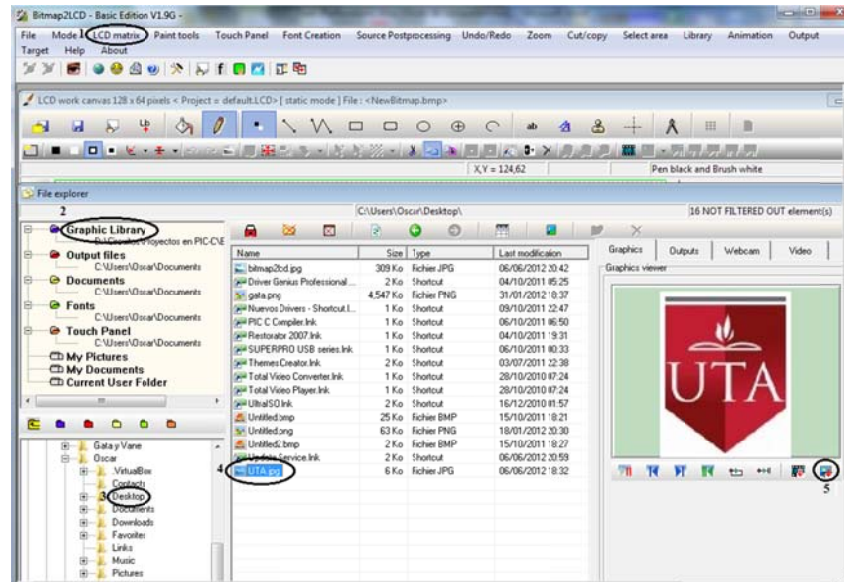 Bitmap2LCD - Basic Edition V1.9G -
File Mode 1 LCD matrix Paint tools Touch Panel Font Creation Source Postprocessing Undo/Redo Zoom Cut/copy Select area Library Animation Output
Target Help About
LCD work canvas 128 x 64 pixels < Project = default.LCD> [ static mode ] File : <NewBitmap.bmp>
X,Y = 124,62 Pen black and Brush white
File explorer
2 C:\Users\Oscar\Desktop\ 16 NOT FILTERED OUT element(s)
Graphic Library
Proyectos en PIC-C\E
Output files
C:\Users\Oscar\Documents
Documents
C:\Users\Oscar\Documents
Fonts
C:\Users\Oscar\Documents
Touch Panel
C:\Users\Oscar\Documents
My Pictures
My Documents
Current User Folder
Gata y Vane
Oscar
.VirtualBox
Contacts
3 Desktop
Documents
Downloads
Favorites
Links
Music
Pictures
Name Size Type Last modification
bitmap2lcd.jpg 309 Ko Fichier JPG 06/06/2012 20:42
Driver Genius Professional ... 2 Ko Shortcut 04/10/2011 05:25
gata.png 4,547 Ko Fichier PNG 31/01/2012 10:37
Nuevos Drivers - Shortcut.l... 1 Ko Shortcut 09/10/2011 22:47
PIC C Compiler.lnk 1 Ko Shortcut 06/10/2011 06:50
Restorator 2007.lnk 1 Ko Shortcut 04/10/2011 19:31
SUPERPRO USB series.lnk 1 Ko Shortcut 06/10/2011 00:33
ThemesCreator.lnk 2 Ko Shortcut 03/07/2011 22:38
Total Video Converter.lnk 1 Ko Shortcut 28/10/2010 07:24
Total Video Player.lnk 1 Ko Shortcut 28/10/2010 07:24
UltraISO.lnk 2 Ko Shortcut 16/12/2010 01:57
Untitled.bmp 25 Ko Fichier BMP 15/10/2011 18:21
Untitled.png 63 Ko Fichier PNG 18/01/2012 20:30
2 Ko Fichier BMP 15/10/2011 18:27
Update Service.lnk 2 Ko Shortcut 06/06/2012 20:59
4 UTA.jpg 6 Ko Fichier JPG 06/06/2012 18:32
Graphics Outputs Webcam Video
Graphics viewer
UTA
5